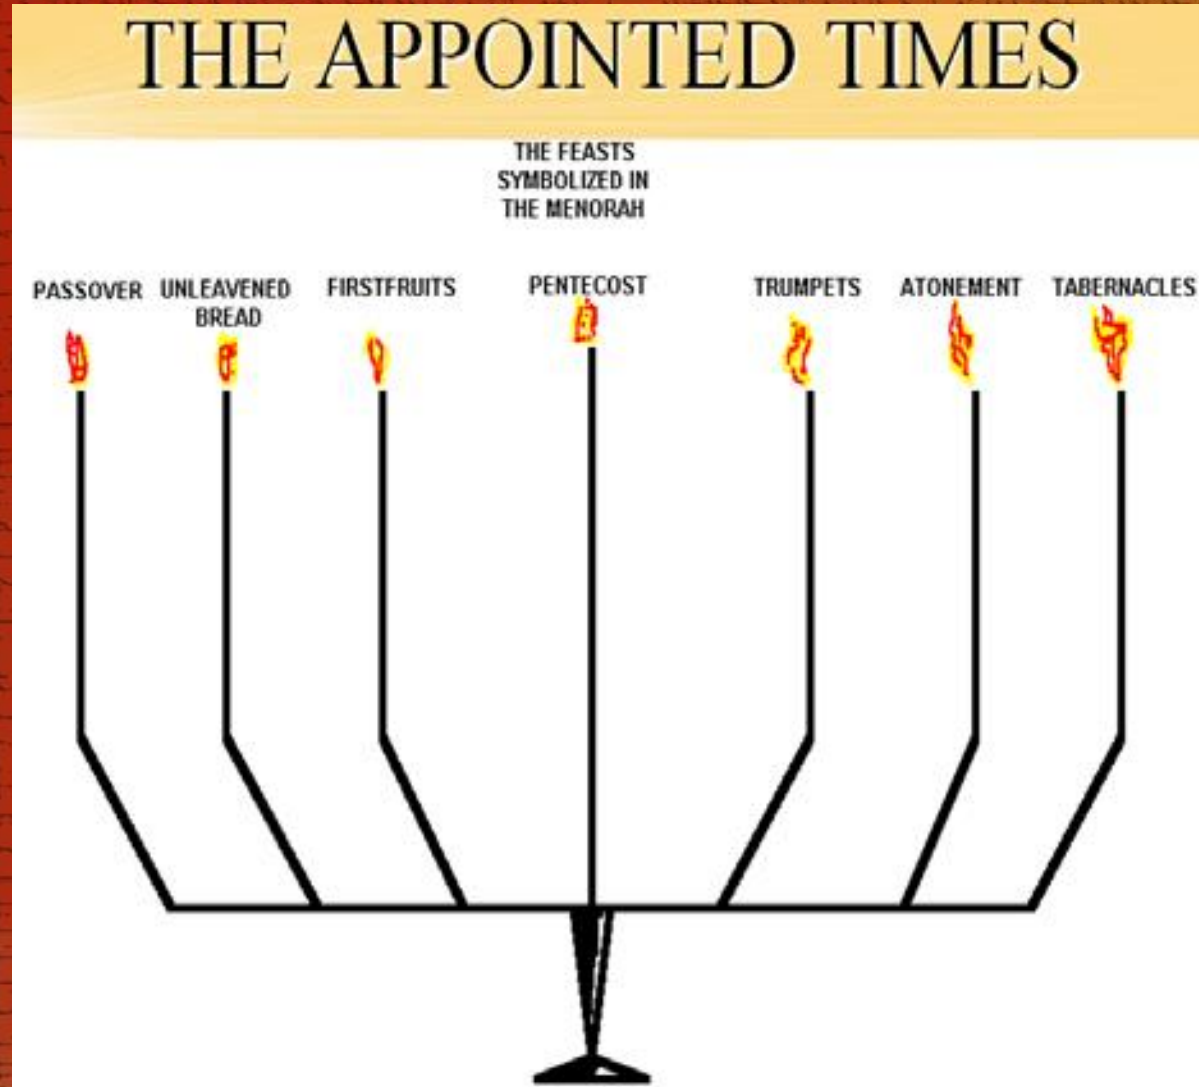 THE APPOINTED TIMES
THE FEASTS
SYMBOLIZED IN
THE MENORAH
PASSOVER
UNLEAVENED
BREAD
FIRSTFRUITS
PENTECOST
TRUMPETS
ATONEMENT
TABERNACLES